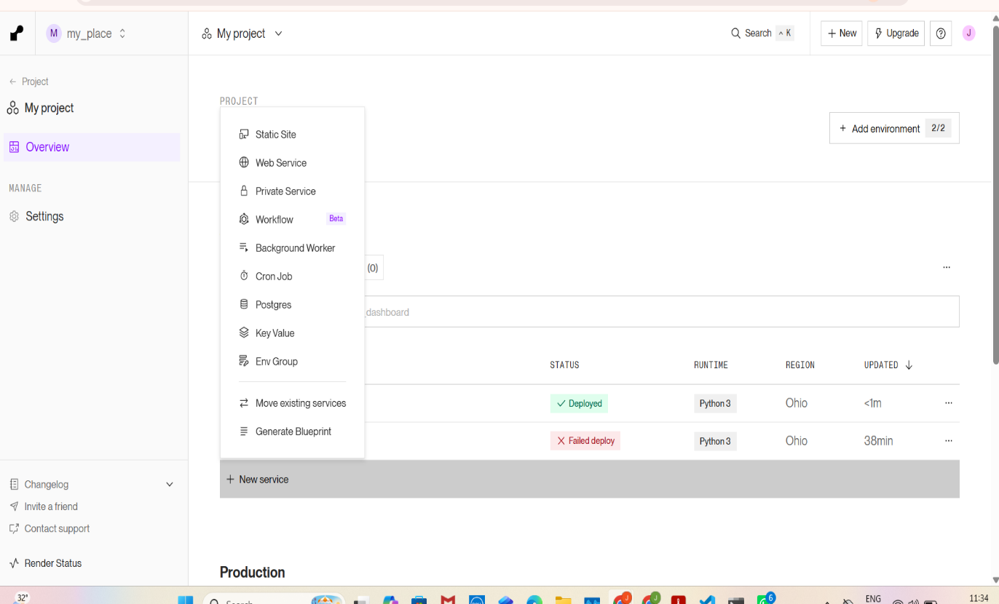 M my_place
My project
Search ^ K
+ New
Upgrade
J
← Project
My project
Overview
MANAGE
Settings
PROJECT
+ Add environment 2/2
Static Site
Web Service
Private Service
Workflow Beta
Background Worker
Cron Job
Postgres
Key Value
Env Group
Move existing services
Generate Blueprint
(0)
_dashboard
STATUS RUNTIME REGION UPDATED ↓
Deployed Python 3 Ohio <1m ...
Failed deploy Python 3 Ohio 38min ...
+ New service
Production
Changelog
Invite a friend
Contact support
Render Status
32°
Search
J
J
6
ENG
11:34